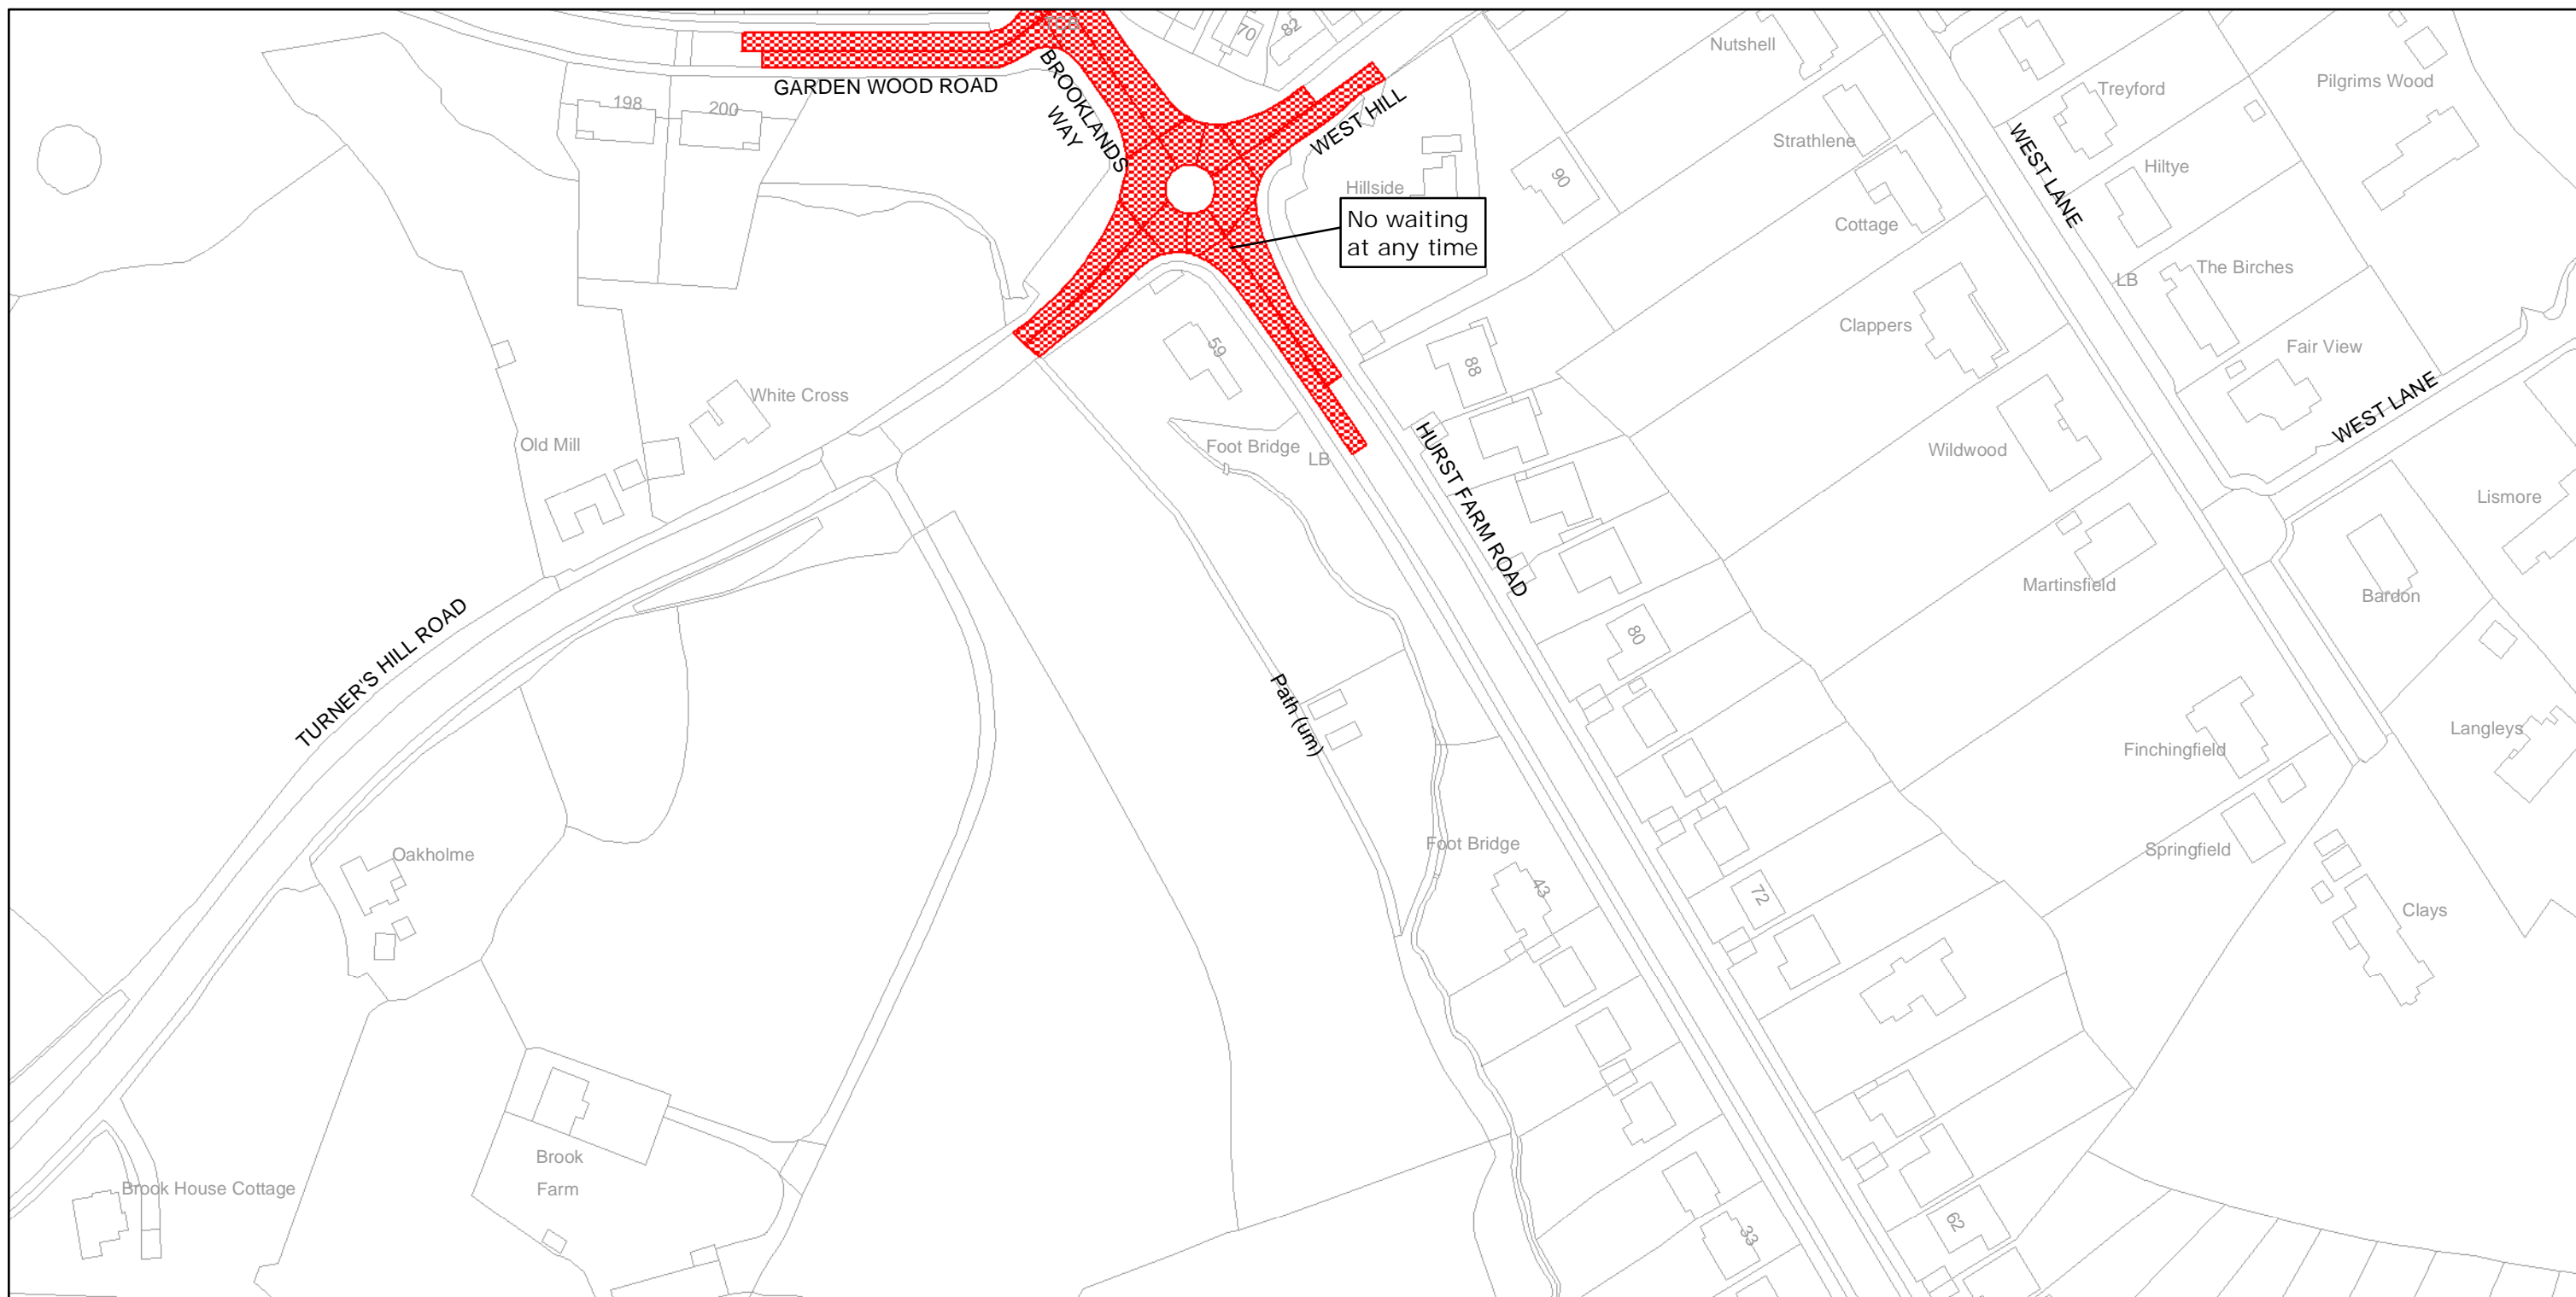 70
82
Nutshell
Treyford
Pilgrims Wood
GARDEN WOOD ROAD
BROOKLANDS
WAY
198
200
WEST HILL
Strathlene
WEST LANE
Hiltye
90
Hillside
No waiting
at any time
Cottage
LB
The Birches
Clappers
Fair View
59
88
White Cross
Old Mill
Foot Bridge
LB
HURST FARM ROAD
Wildwood
WEST LANE
Lismore
Martinsfield
Bardon
TURNER'S HILL ROAD
80
Path (um)
Finchingfield
Langleys
Oakholme
Foot Bridge
Springfield
43
72
Clays
Brook
Farm
Brook House Cottage
33
62